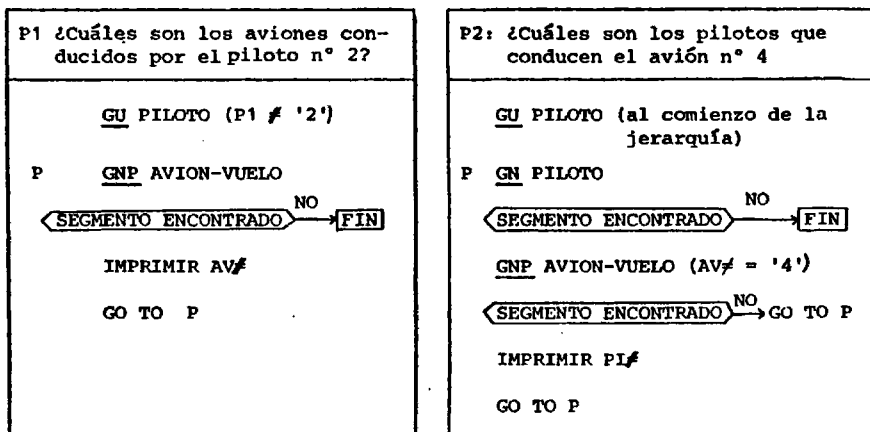 P1 ¿Cuáles son los aviones con-
ducidos por el piloto n° 2?
GU PILOTO (P1 ≠ '2')
P GNP AVION-VUELO
SEGMENTO ENCONTRADO NO FIN
IMPRIMIR AV≠
GO TO P
P2: ¿Cuáles son los pilotos que
conducen el avión n° 4
GU PILOTO (al comienzo de la
jerarquía)
P GN PILOTO
SEGMENTO ENCONTRADO NO FIN
GNP AVION-VUELO (AV≠ = '4')
SEGMENTO ENCONTRADO NO GO TO P
IMPRIMIR PI≠
GO TO P